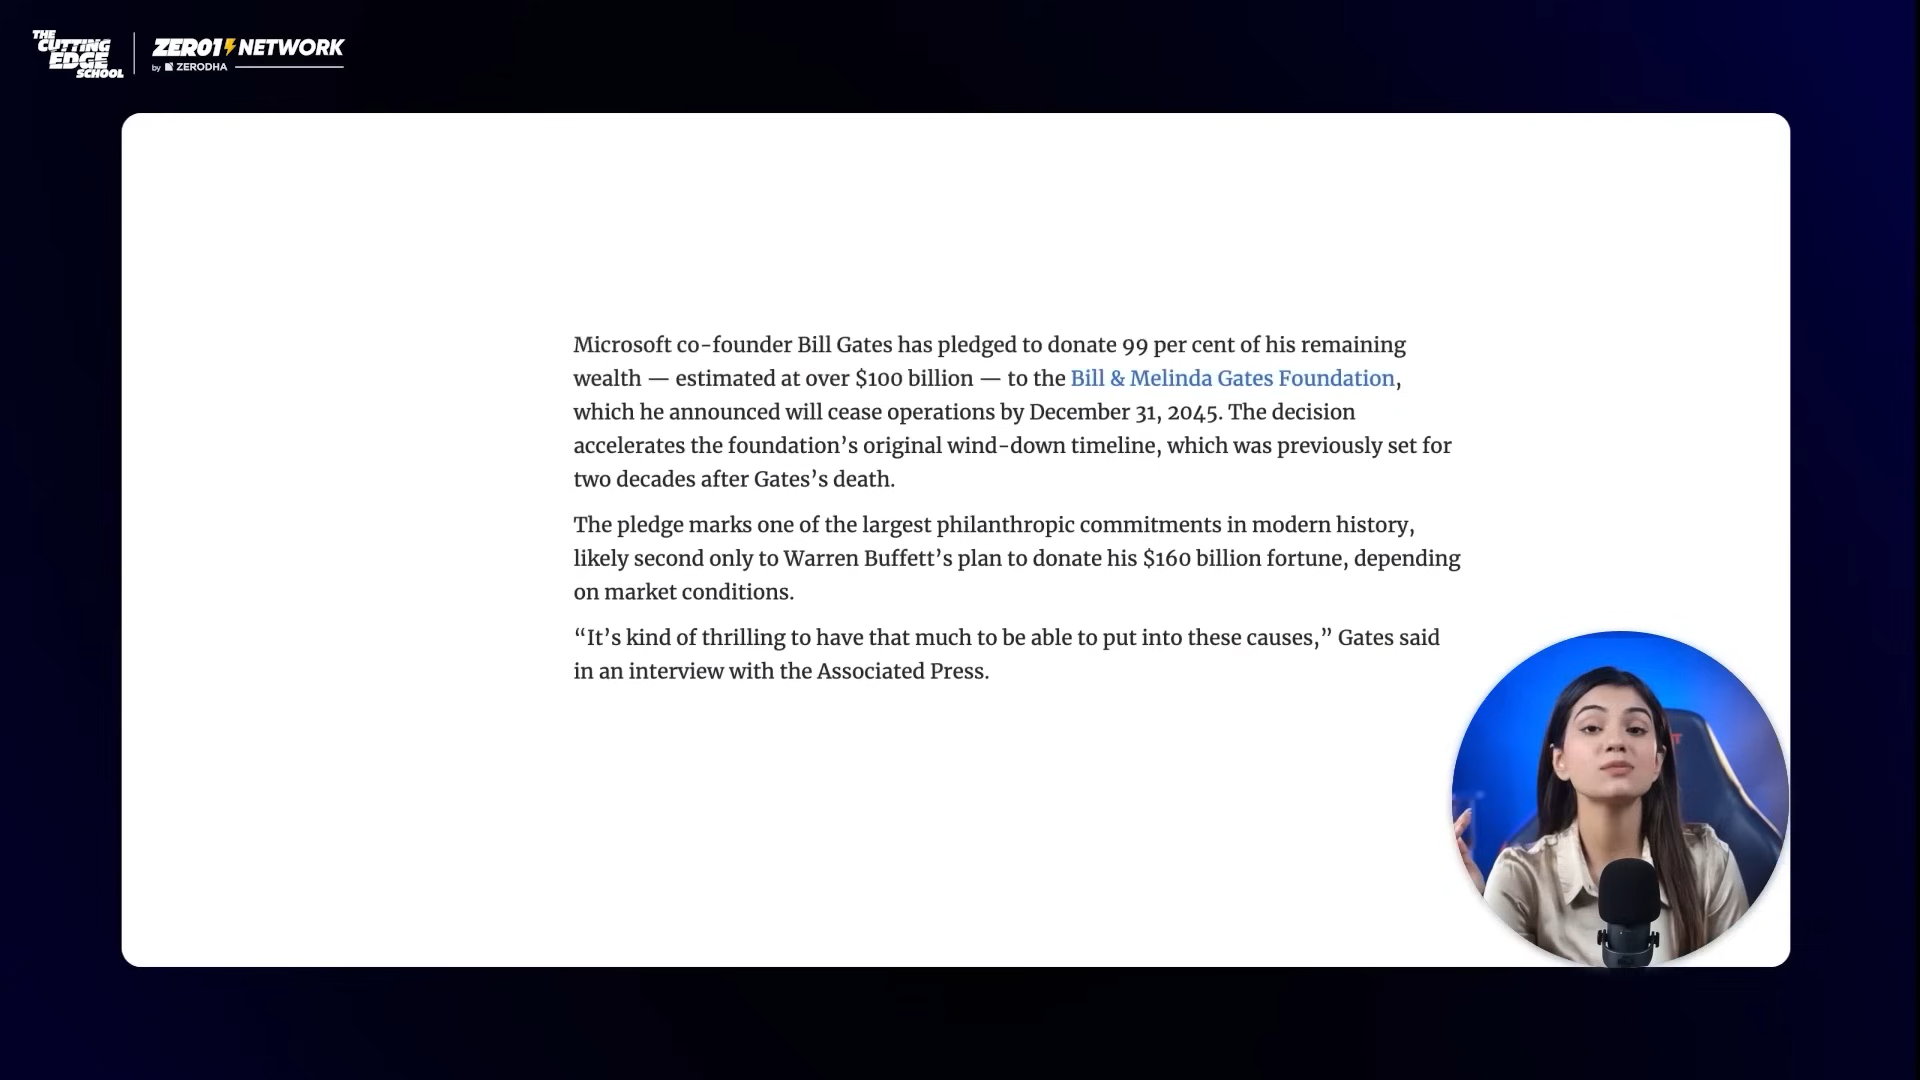 THE
CUTTING
EDGE
SCHOOL
ZERO1 NETWORK
by ZERODHA
Microsoft co-founder Bill Gates has pledged to donate 99 per cent of his remaining
wealth — estimated at over $100 billion — to the Bill & Melinda Gates Foundation,
which he announced will cease operations by December 31, 2045. The decision
accelerates the foundation’s original wind-down timeline, which was previously set for
two decades after Gates’s death.
The pledge marks one of the largest philanthropic commitments in modern history,
likely second only to Warren Buffett’s plan to donate his $160 billion fortune, depending
on market conditions.
“It’s kind of thrilling to have that much to be able to put into these causes,” Gates said
in an interview with the Associated Press.